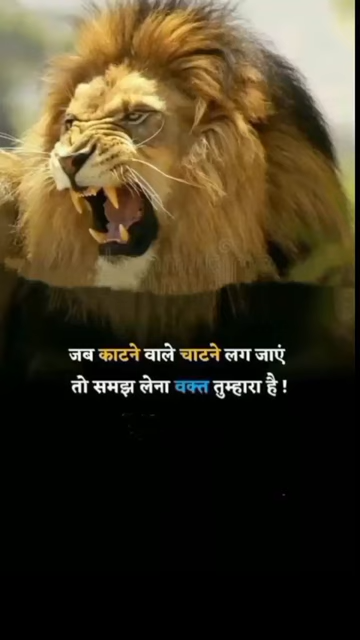 जब काटने वाले चाटने लग जाएं
तो समझ लेना वक्त तुम्हारा है !